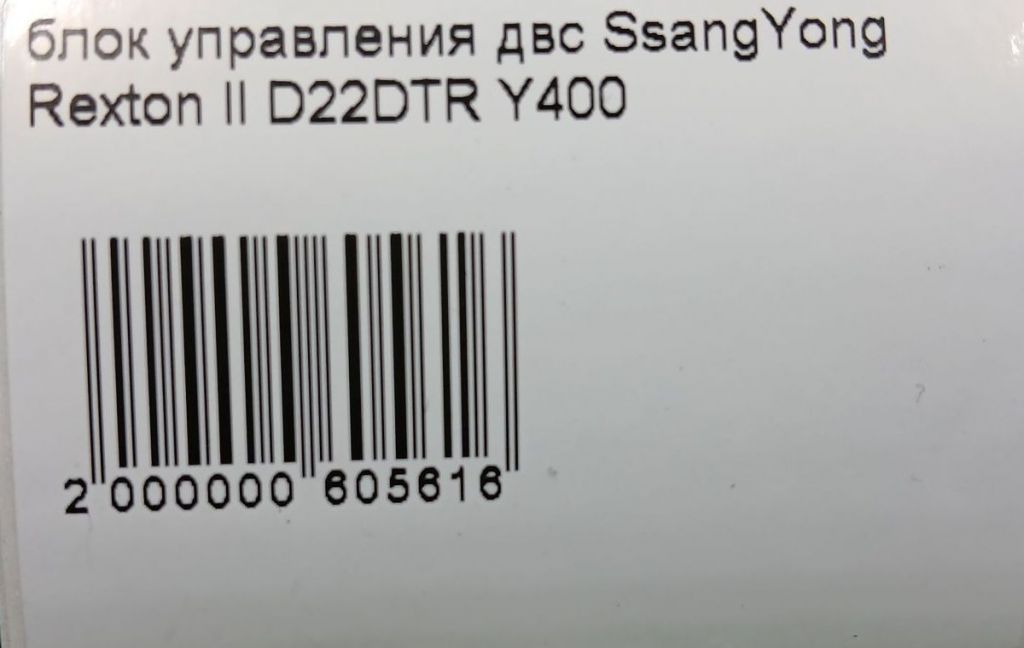 блок управления двс SsangYong
Rexton II D22DTR Y400
2 000000 605616